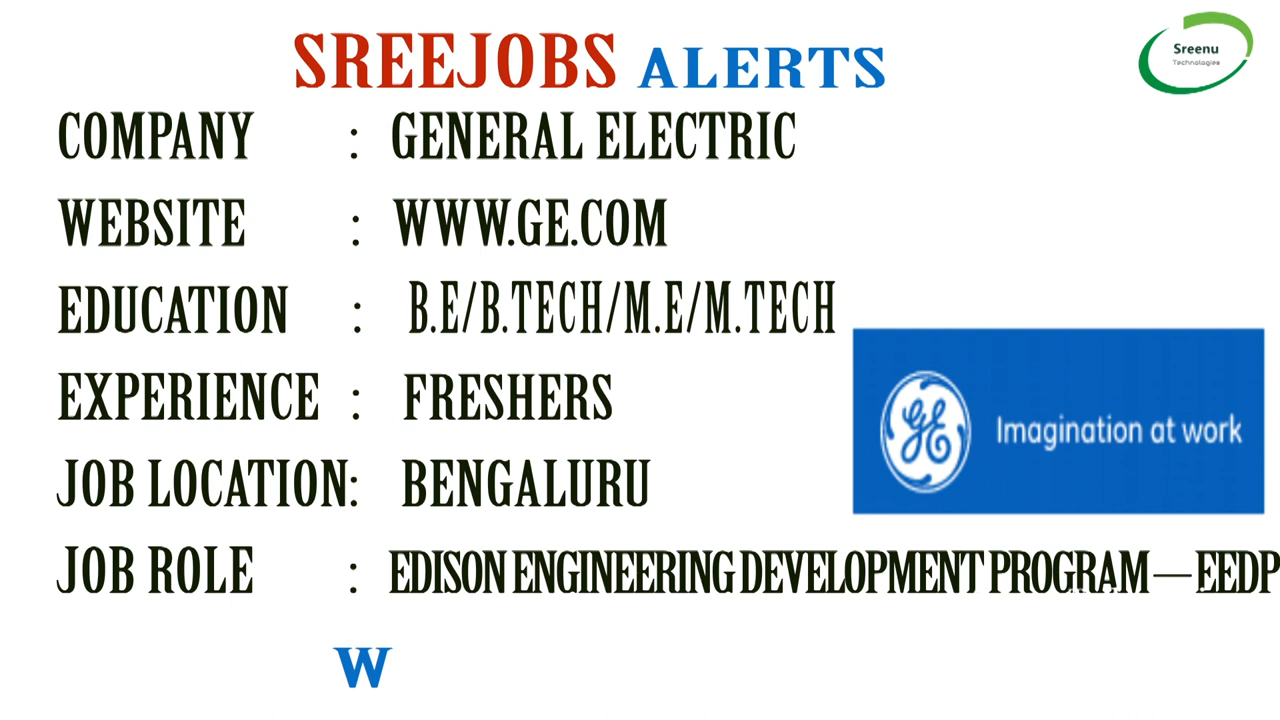 SREEJOBS ALERTS
Sreenu
Technologies
COMPANY : GENERAL ELECTRIC
WEBSITE : WWW.GE.COM
EDUCATION : B.E/B.TECH/M.E/M.TECH
EXPERIENCE : FRESHERS
GE Imagination at work
JOB LOCATION: BENGALURU
JOB ROLE : EDISON ENGINEERING DEVELOPMENT PROGRAM — EEDP
W